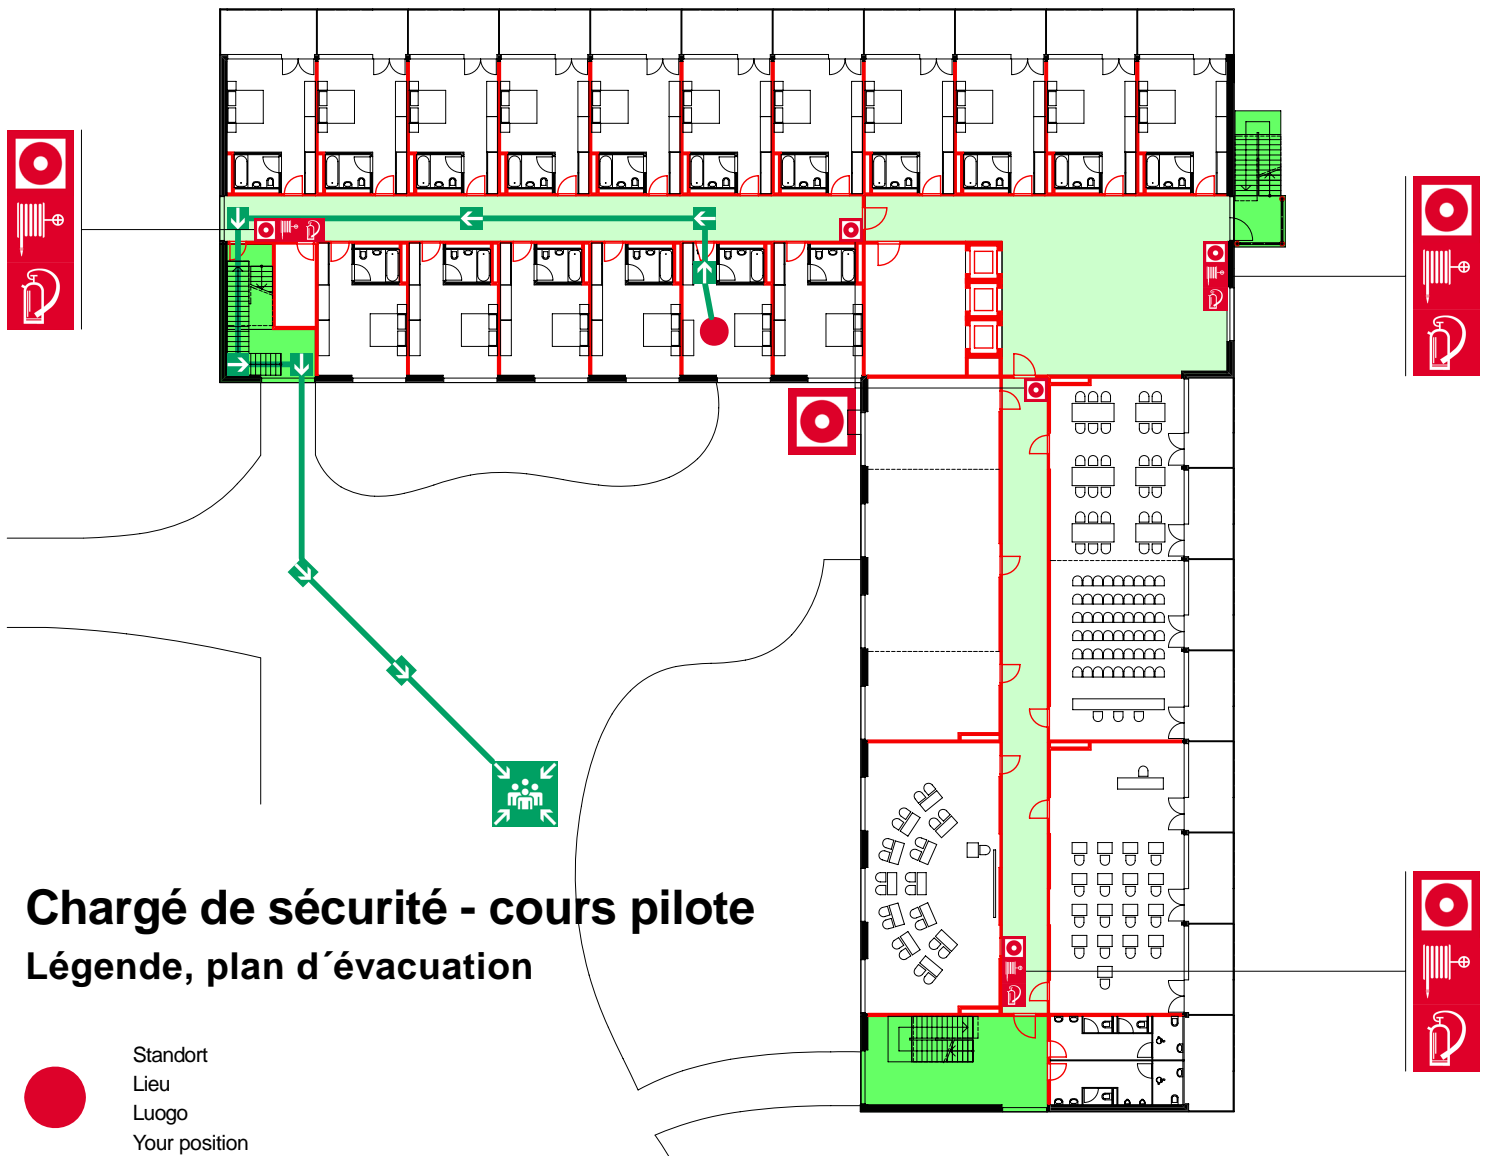 Chargé de sécurité - cours pilote
Légende, plan d´évacuation
Standort
Lieu
Luogo
Your position